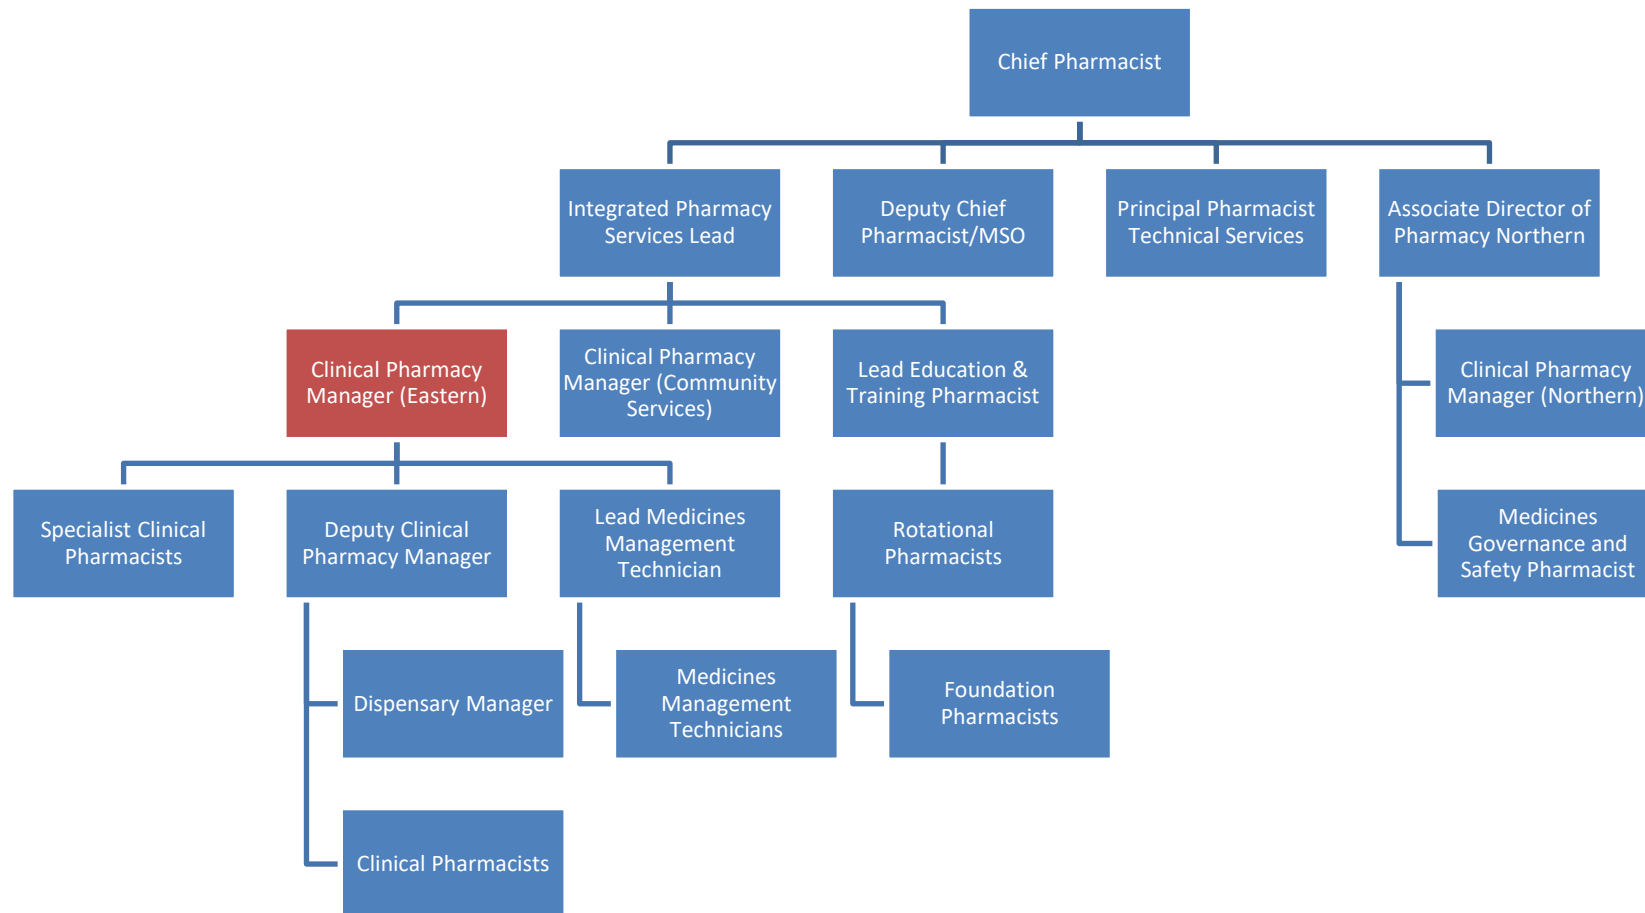 Chief Pharmacist
Integrated Pharmacy
Services Lead
Deputy Chief
Pharmacist/MSO
Principal Pharmacist
Technical Services
Associate Director of
Pharmacy Northern
Clinical Pharmacy
Manager (Eastern)
Clinical Pharmacy
Manager (Community
Services)
Lead Education &
Training Pharmacist
Clinical Pharmacy
Manager (Northern)
Specialist Clinical
Pharmacists
Deputy Clinical
Pharmacy Manager
Lead Medicines
Management
Technician
Rotational
Pharmacists
Medicines
Governance and
Safety Pharmacist
Dispensary Manager
Medicines
Management
Technicians
Foundation
Pharmacists
Clinical Pharmacists